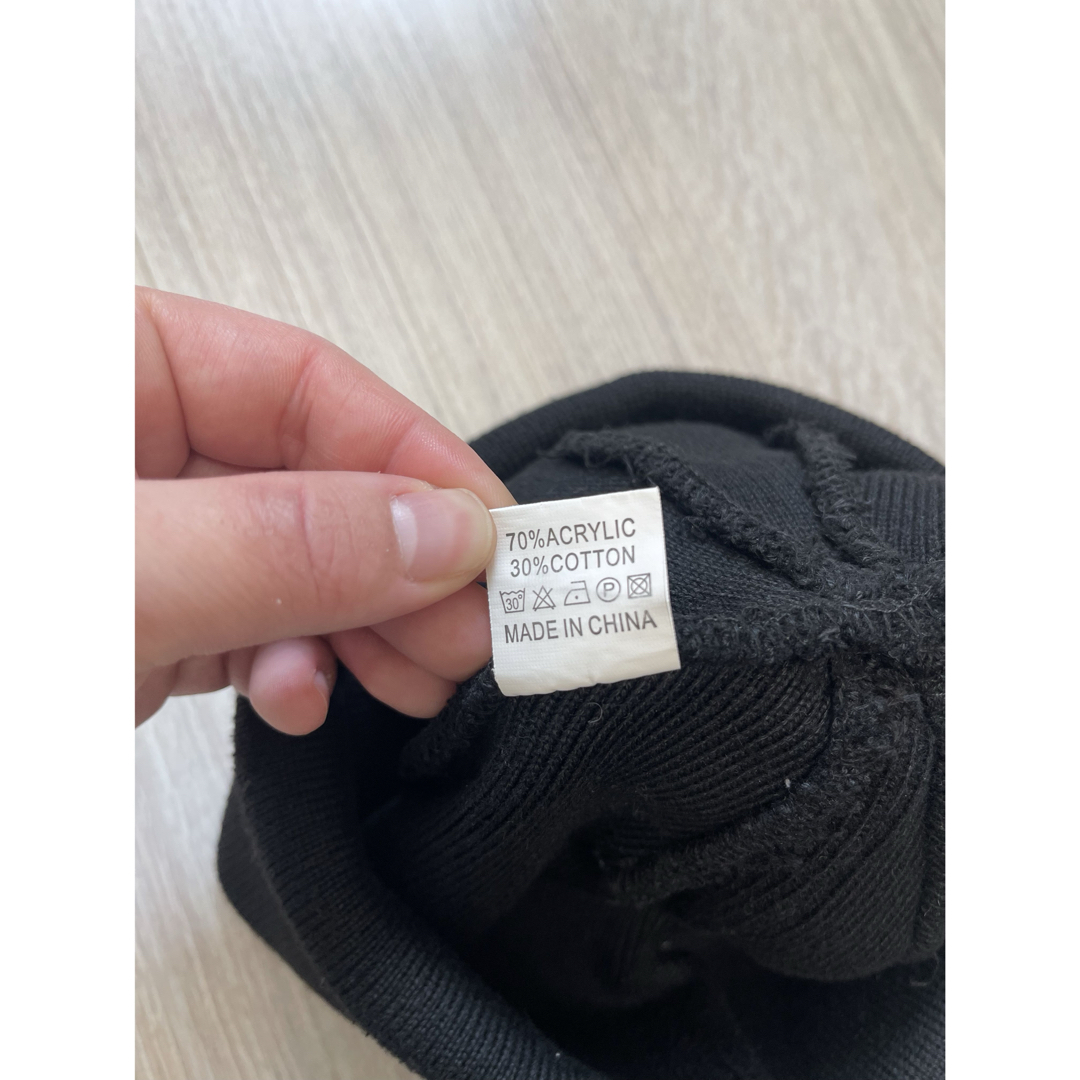 70%ACRYLIC
30%COTTON
30° P
MADE IN CHINA